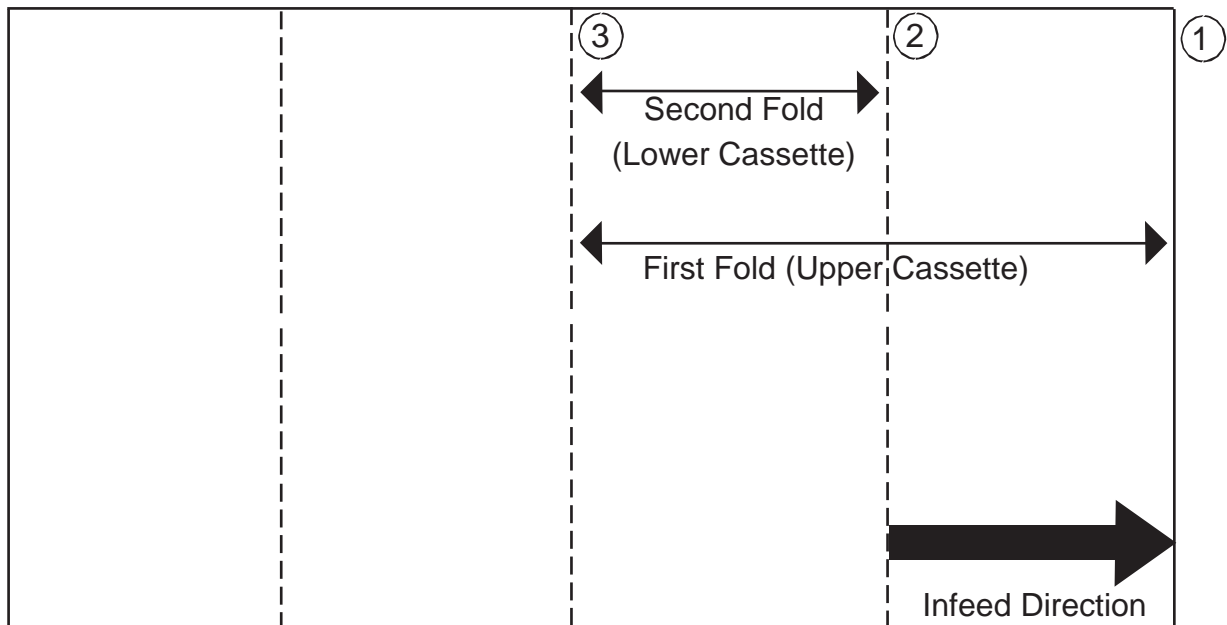 3
2
1
Second Fold
(Lower Cassette)
First Fold (Upper Cassette)
Infeed Direction